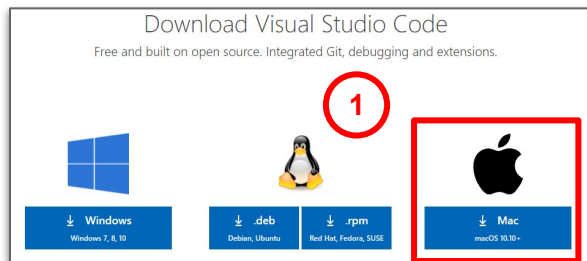 Download Visual Studio Code
Free and built on open source. Integrated Git, debugging and extensions.
1
Windows
Windows 7, 8, 10
.deb
Debian, Ubuntu
.rpm
Red Hat, Fedora, SUSE
Mac
macOS 10.10+